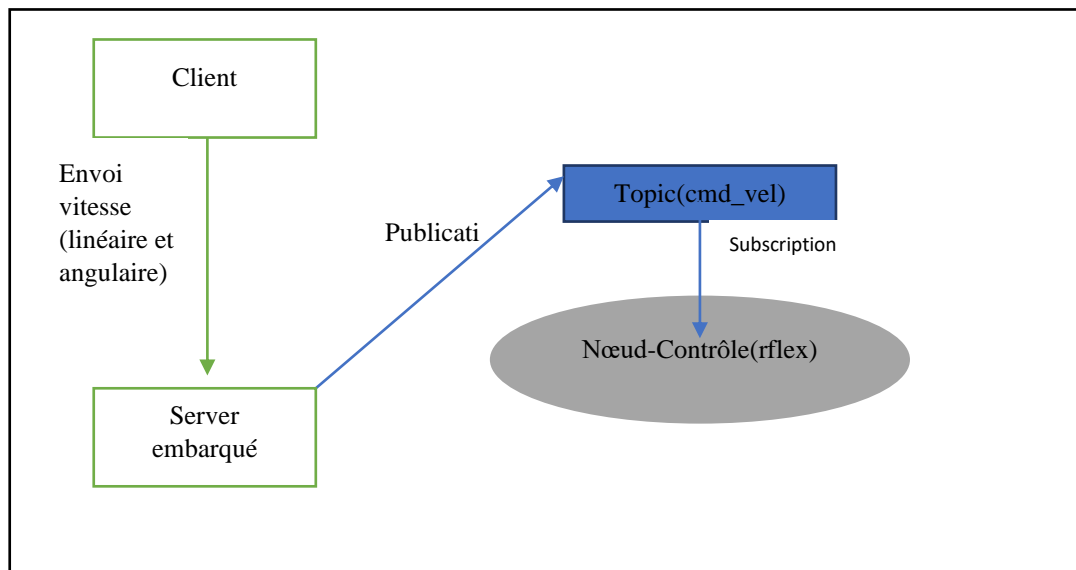 Client
Envoi
vitesse
(linéaire et
angulaire)
Topic(cmd_vel)
Publicati
Subscription
Nœud-Contrôle(rflex)
Server
embarqué